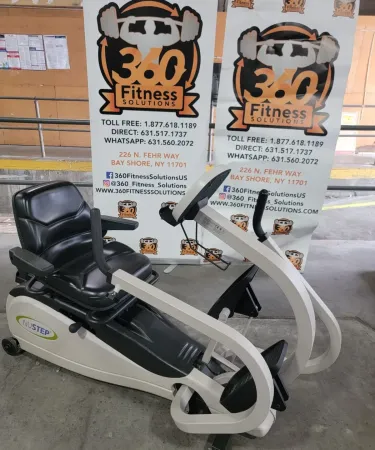 360
Fitness
SOLUTIONS
TOLL FREE: 1.877.618.1189
DIRECT: 631.517.1737
WHATSAPP: 631.560.2072
226 N. FEHR WAY
BAY SHORE, NY 11701
360FitnessSolutionsUS
@360_Fitness_Solutions
360FITNESSSOLUTIONS
360
Fitness
SOLUTIONS
TOLL FREE: 1.877.618.1189
DIRECT: 631.517.1737
WHATSAPP: 631.560.2072
226 N. FEHR WAY
BAY SHORE, NY 11701
360FitnessSolutionsUS
@360_Fitness_Solutions
WWW.360FITNESSSOLUTIONS.COM
NUSTEP